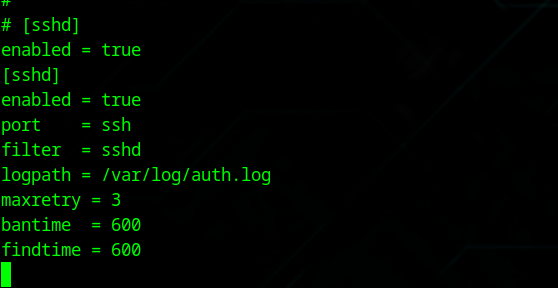 #
# [sshd]
enabled = true
[sshd]
enabled = true
port    = ssh
filter  = sshd
logpath = /var/log/auth.log
maxretry = 3
bantime  = 600
findtime = 600